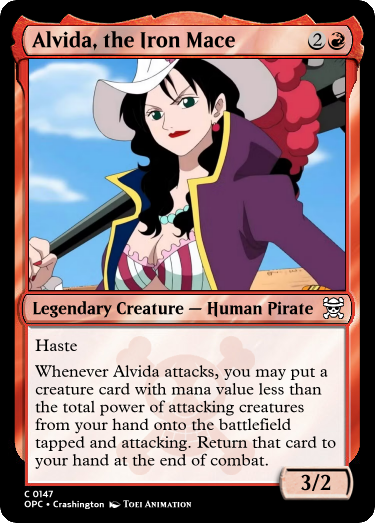 Alvida, the Iron Mace 2
Legendary Creature — Human Pirate
Haste
Whenever Alvida attacks, you may put a
creature card with mana value less than
the total power of attacking creatures
from your hand onto the battlefield
tapped and attacking. Return that card to
your hand at the end of combat.
3/2
C 0147
OPC • Crashington TOEI ANIMATION